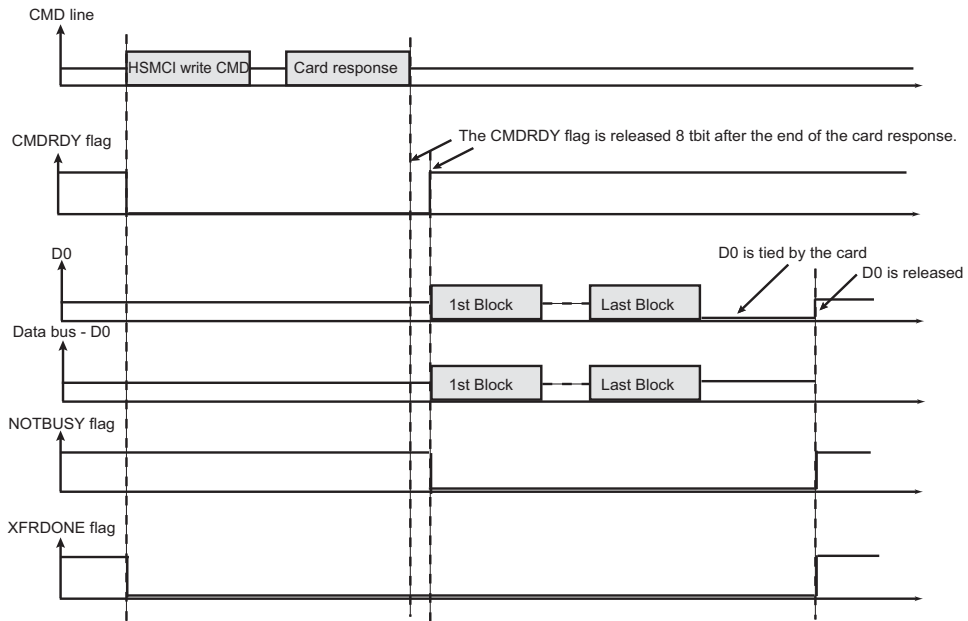 CMD line
HSMCI write CMD
Card response
CMDRDY flag
The CMDRDY flag is released 8 tbit after the end of the card response.
D0
D0 is tied by the card
D0 is released
1st Block
Last Block
Data bus - D0
1st Block
Last Block
NOTBUSY flag
XFRDONE flag